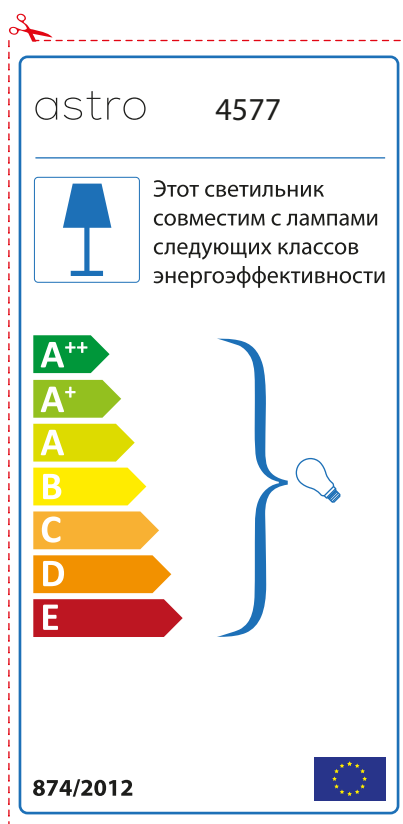 astro 4577
Этот светильник
совместим с лампами
следующих классов
энергоэффективности
A++
A+
A
B
C
D
E
874/2012